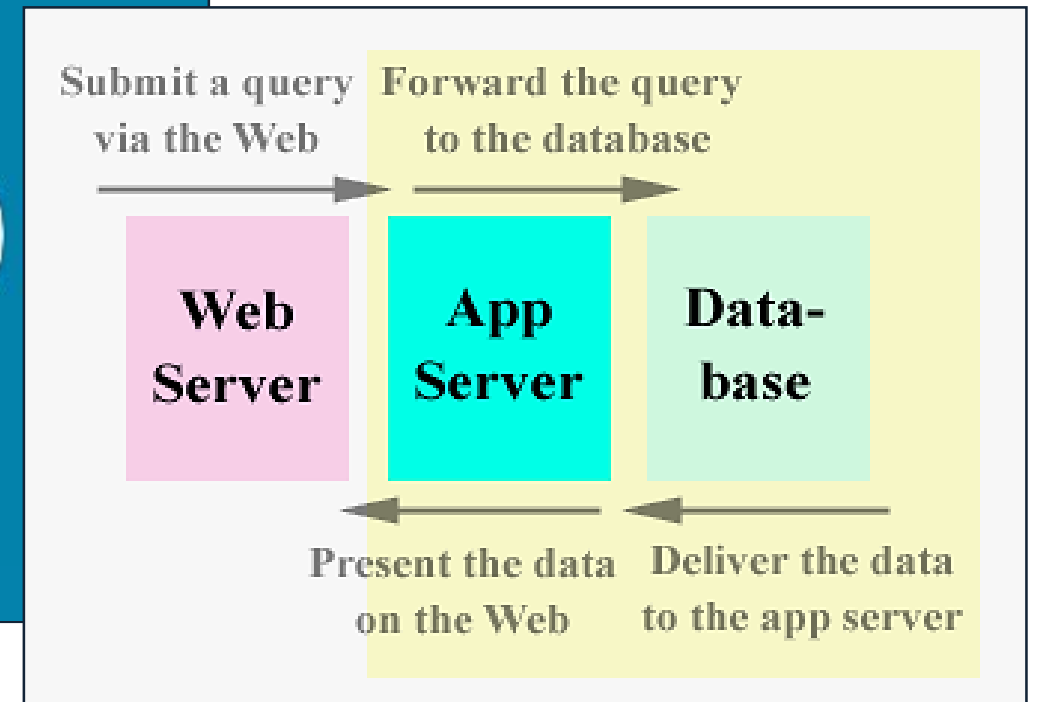 Submit a query
via the Web
Forward the query
to the database
Web
Server
App
Server
Data-
base
Present the data
on the Web
Deliver the data
to the app server